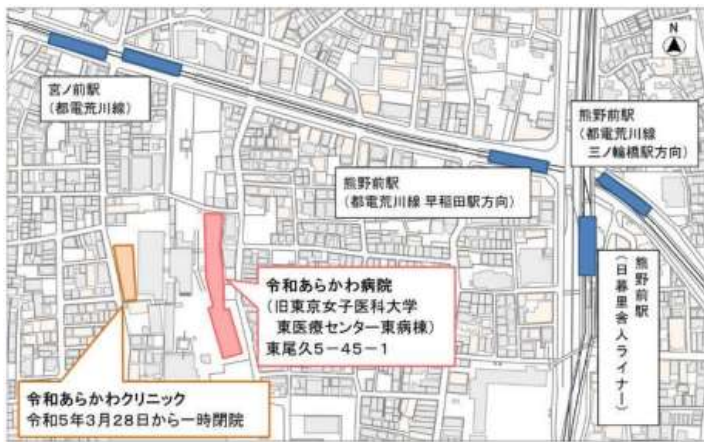 N
宮ノ前駅
(都電荒川線)
熊野前駅
(都電荒川線
三ノ輪橋駅方向)
熊野前駅
(都電荒川線 早稲田駅方向)
熊野前駅
(日暮里舎人ライナー)
令和あらかわ病院
(旧東京女子医科大学
東医療センター東病棟)
東尾久5-45-1
令和あらかわクリニック
令和5年3月28日から一時閉院